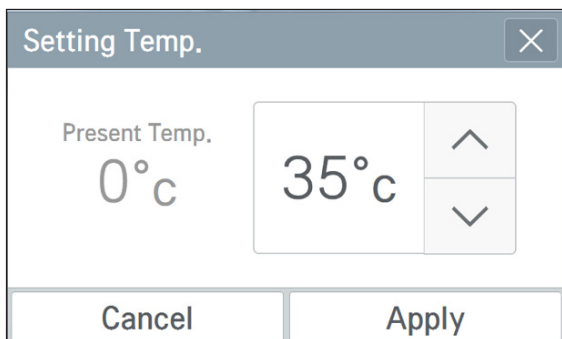 Setting Temp.
Present Temp.
0°c
35°c
Cancel
Apply